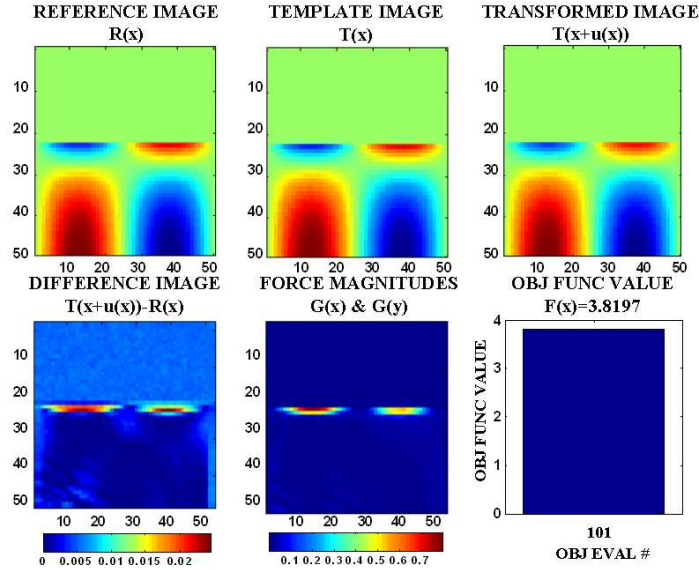 REFERENCE IMAGE
R(x)
TEMPLATE IMAGE
T(x)
TRANSFORMED IMAGE
T(x+u(x))
10
20
30
40
50
10 20 30 40 50
10
20
30
40
50
10 20 30 40 50
10
20
30
40
50
10 20 30 40 50
DIFFERENCE IMAGE
T(x+u(x))-R(x)
FORCE MAGNITUDES
G(x) & G(y)
OBJ FUNC VALUE
F(x)=3.8197
10
20
30
40
50
10 20 30 40 50
0 0.005 0.015 0.02
10
20
30
40
50
10 20 30 40 50
0.1 0.2 0.3 0.4 0.5 0.6 0.7
OBJ FUNC VALUE
4
3
2
1
0
101
OBJ EVAL #